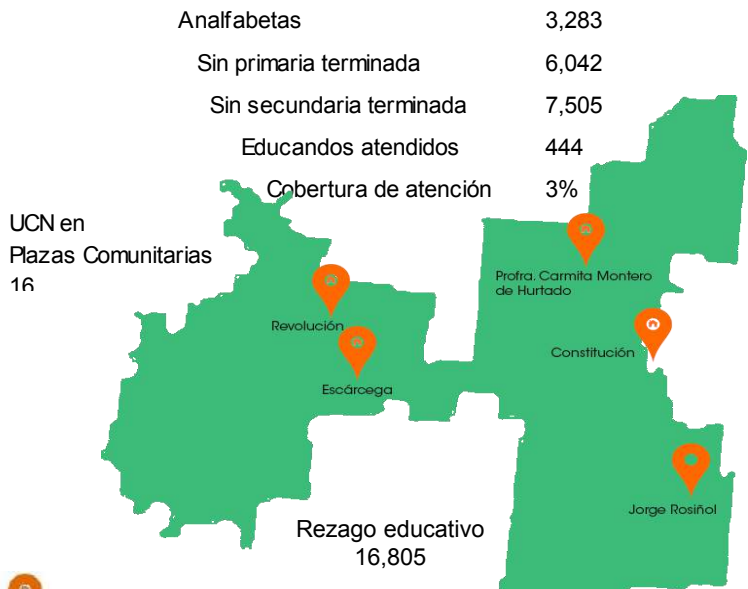 Analfabetas 3,283
Sin primaria terminada 6,042
Sin secundaria terminada 7,505
Educandos atendidos 444
Cobertura de atención 3%
UCN en
Plazas Comunitarias
16
Profra. Carmita Montero
de Hurtado
Revolución
Constitución
Escárcega
Jorge Rosiñol
Rezago educativo
16,805